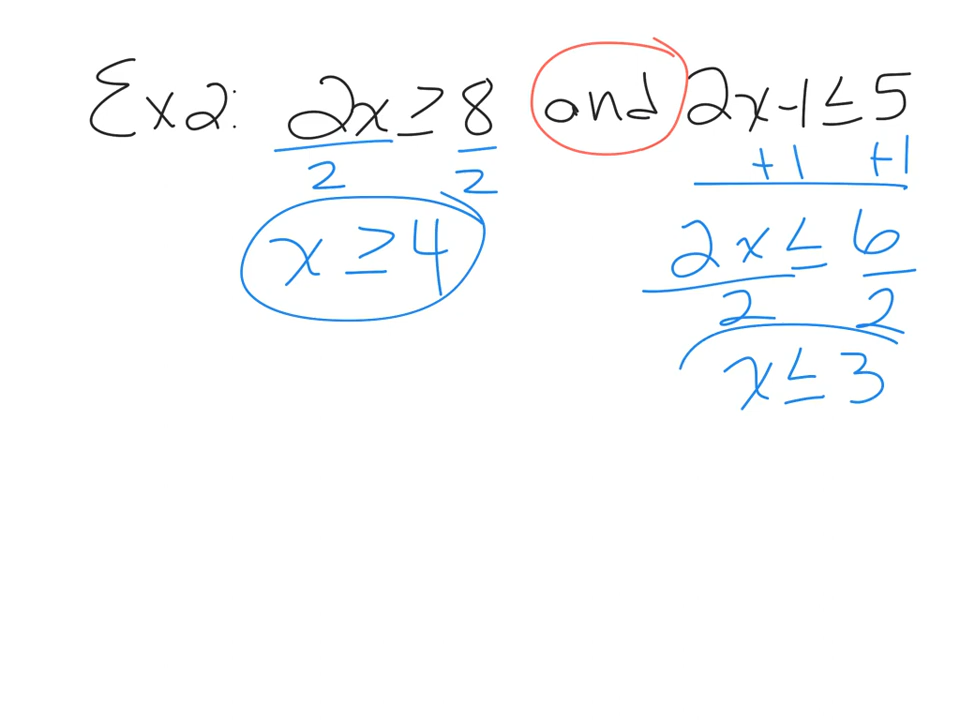 Ex2: 2x ≥ 8 and 2x-1 ≤ 5
2 2 +1 +1
x ≥ 4 2x ≤ 6
2 2
x ≤ 3